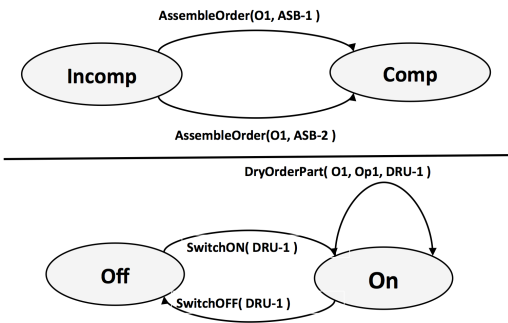 AssembleOrder(O1, ASB-1 )
Incomp
Comp
AssembleOrder(O1, ASB-2 )
DryOrderPart( O1, Op1, DRU-1 )
SwitchON( DRU-1 )
Off
On
SwitchOFF( DRU-1 )